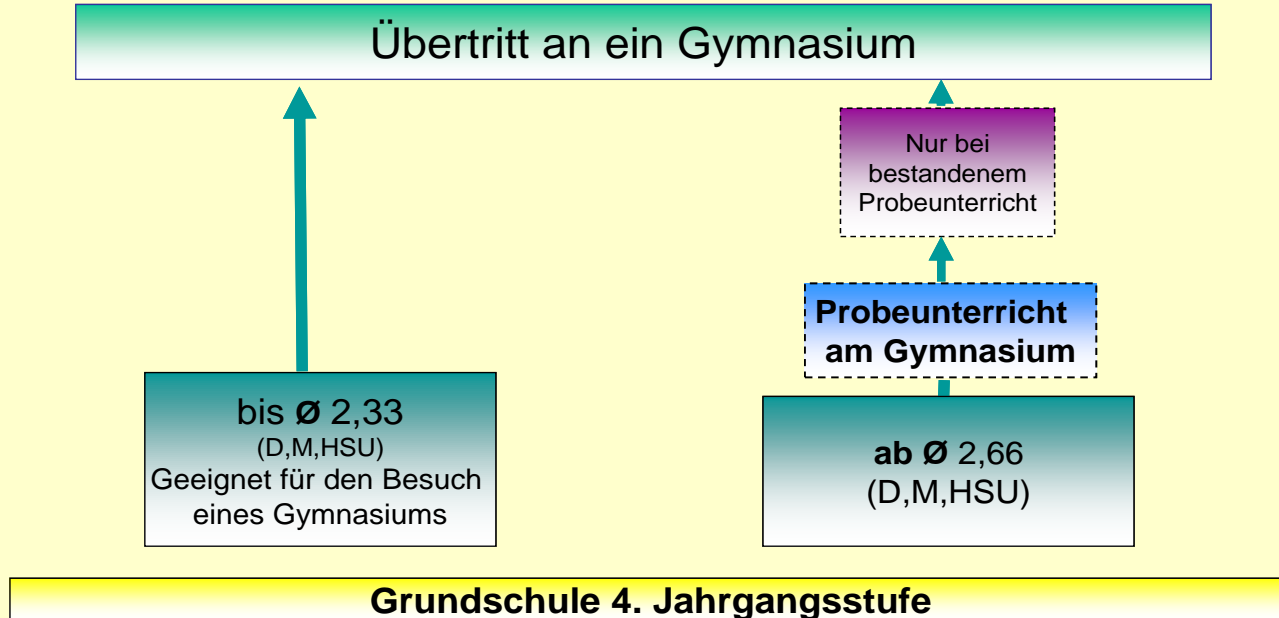 Übertritt an ein Gymnasium
Nur bei
bestandenem
Probeunterricht
Probeunterricht
am Gymnasium
bis Ø 2,33
(D,M,HSU)
Geeignet für den Besuch
eines Gymnasiums
ab Ø 2,66
(D,M,HSU)
Grundschule 4. Jahrgangsstufe